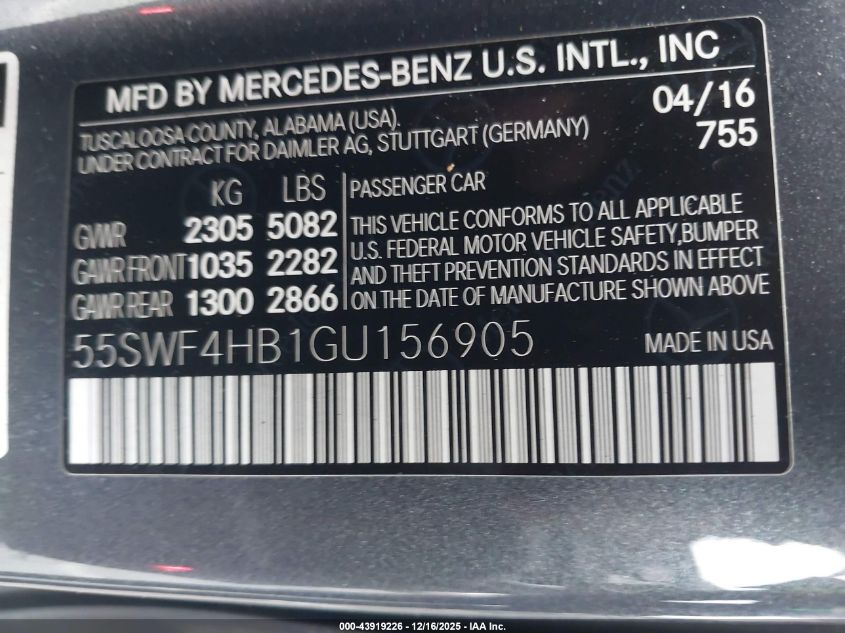 MFD BY MERCEDES-BENZ U.S. INTL., INC
TUSCALOOSA COUNTY, ALABAMA (USA). 04/16
UNDER CONTRACT FOR DAIMLER AG, STUTTGART (GERMANY) 755
KG LBS PASSENGER CAR
GVWR 2305 5082 THIS VEHICLE CONFORMS TO ALL APPLICABLE
U.S. FEDERAL MOTOR VEHICLE SAFETY,BUMPER
GAWR FRONT 1035 2282 AND THEFT PREVENTION STANDARDS IN EFFECT
GAWR REAR 1300 2866 ON THE DATE OF MANUFACTURE SHOWN ABOVE
55SWF4HB1GU156905 MADE IN USA
000-43919226 - 12/16/2025 - IAA Inc.